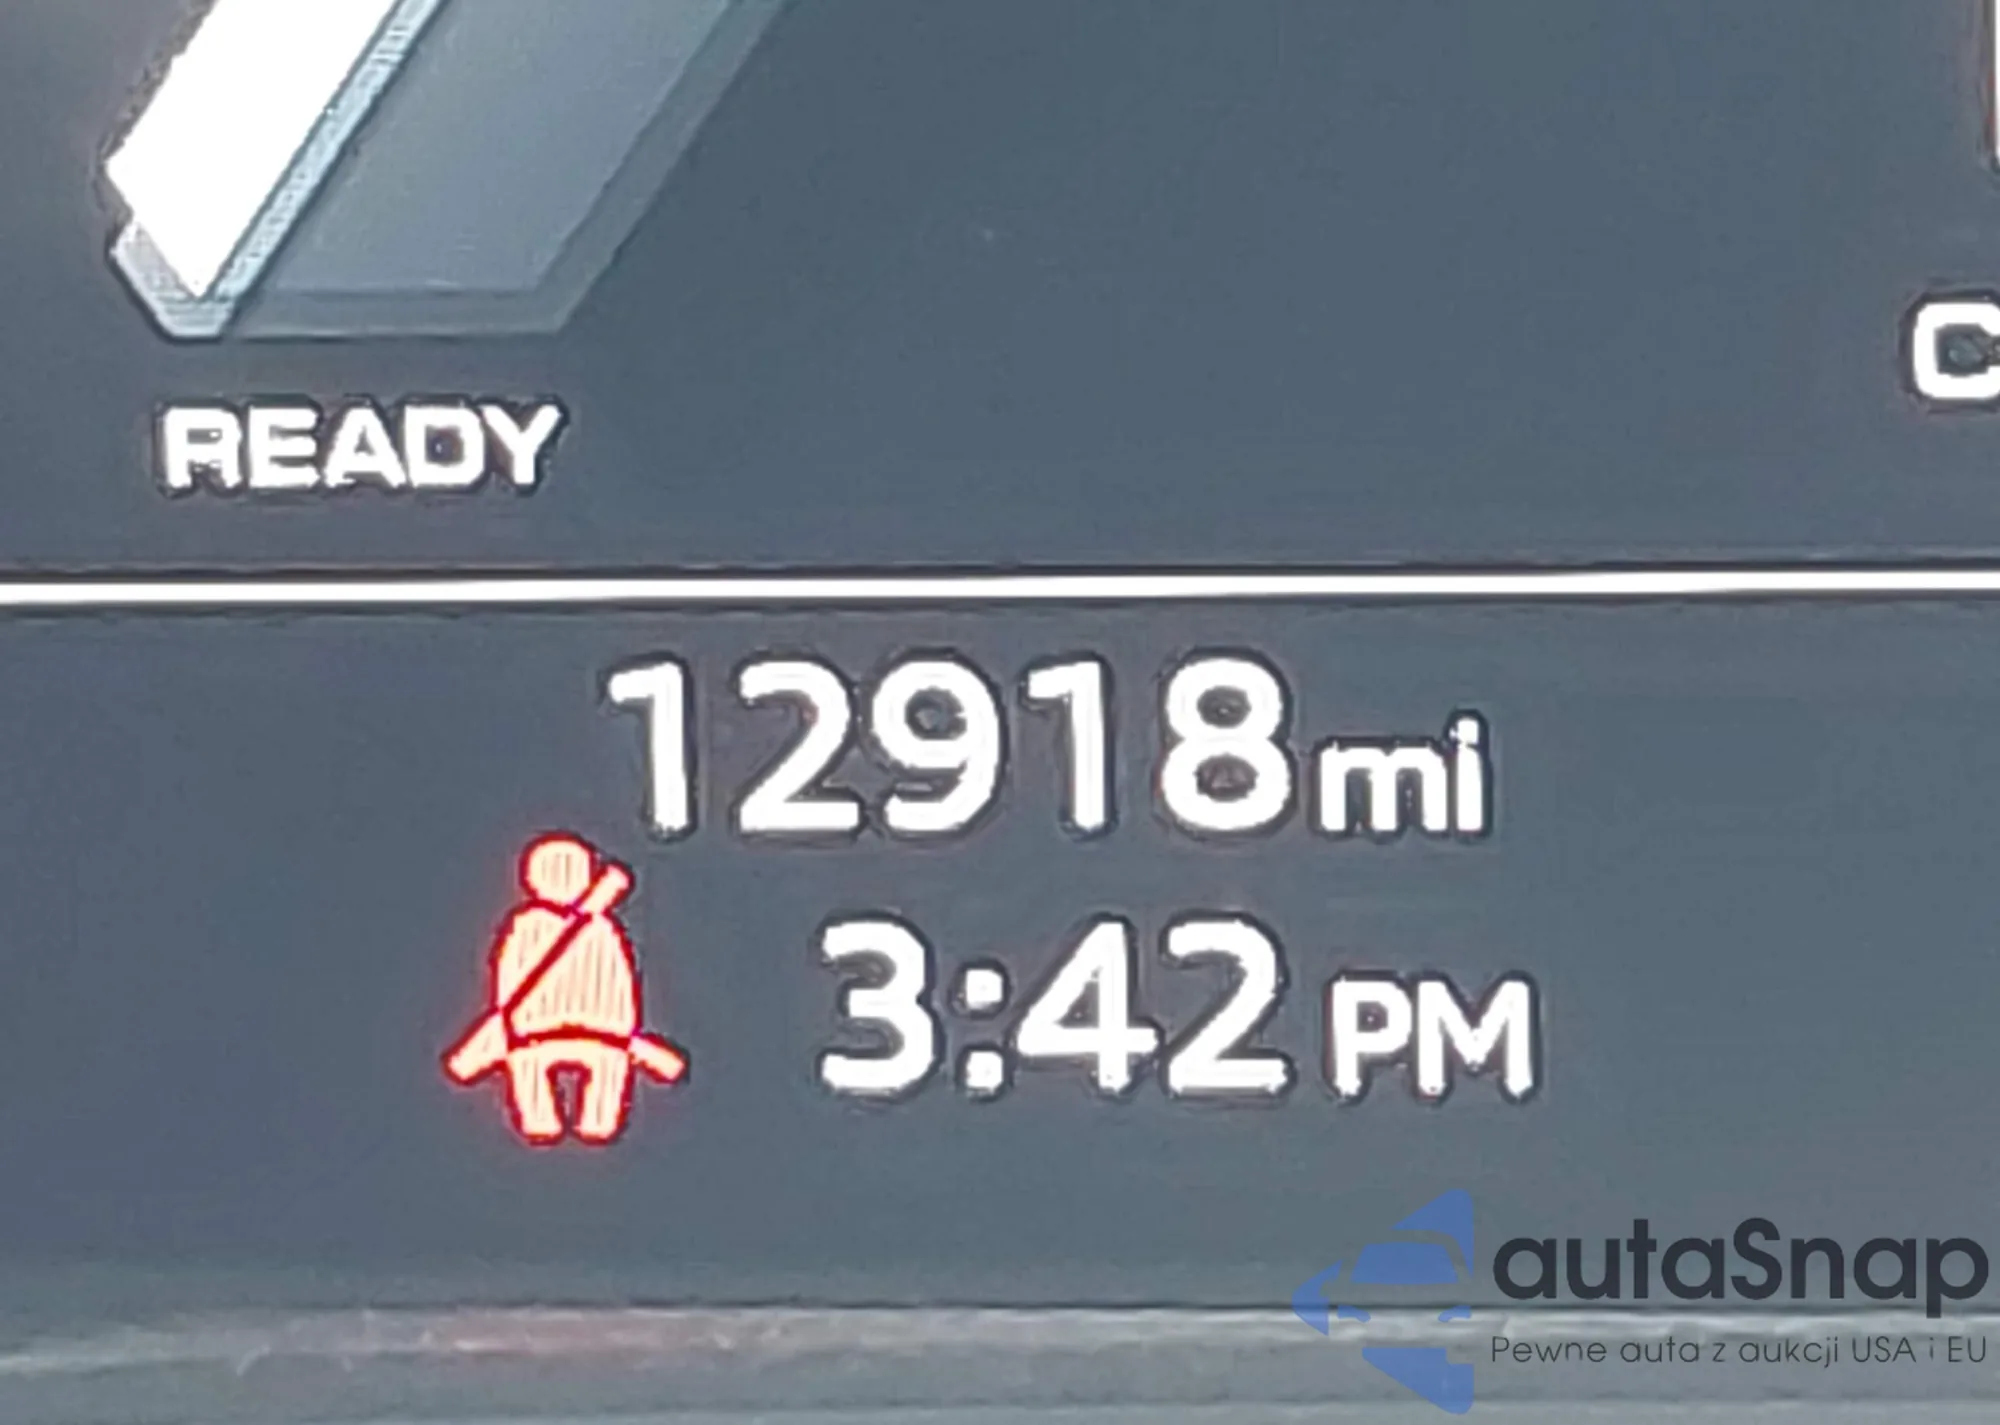 READY
12918mi
3:42 PM
autaSnap
Pewne auta z aukcji USA i EU